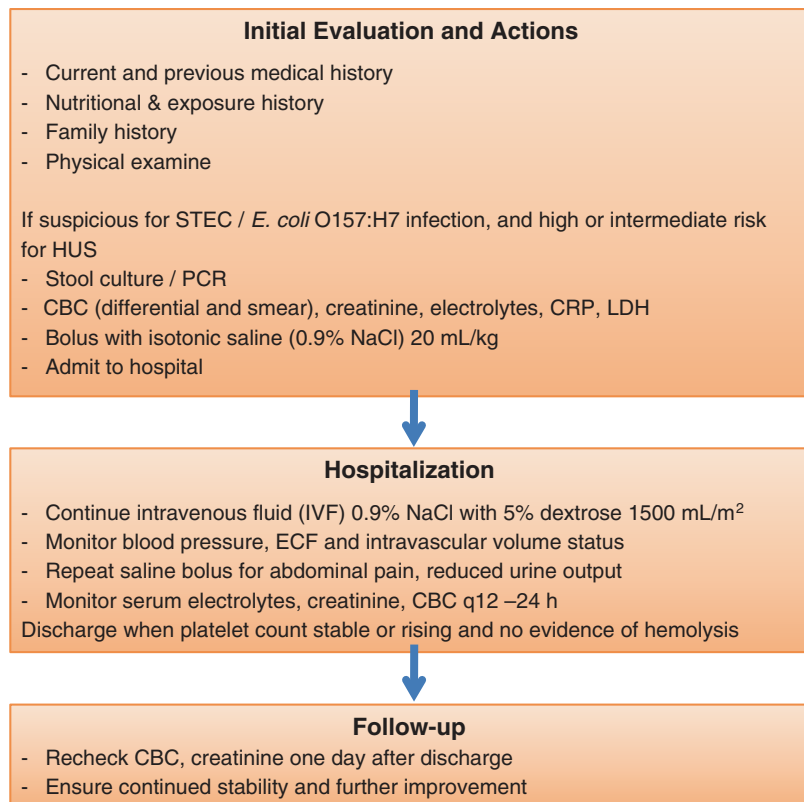 Initial Evaluation and Actions
- Current and previous medical history
- Nutritional & exposure history
- Family history
- Physical examine
If suspicious for STEC / E. coli O157:H7 infection, and high or intermediate risk
for HUS
- Stool culture / PCR
- CBC (differential and smear), creatinine, electrolytes, CRP, LDH
- Bolus with isotonic saline (0.9% NaCl) 20 mL/kg
- Admit to hospital
Hospitalization
- Continue intravenous fluid (IVF) 0.9% NaCl with 5% dextrose 1500 mL/m²
- Monitor blood pressure, ECF and intravascular volume status
- Repeat saline bolus for abdominal pain, reduced urine output
- Monitor serum electrolytes, creatinine, CBC q12 –24 h
Discharge when platelet count stable or rising and no evidence of hemolysis
Follow-up
- Recheck CBC, creatinine one day after discharge
- Ensure continued stability and further improvement